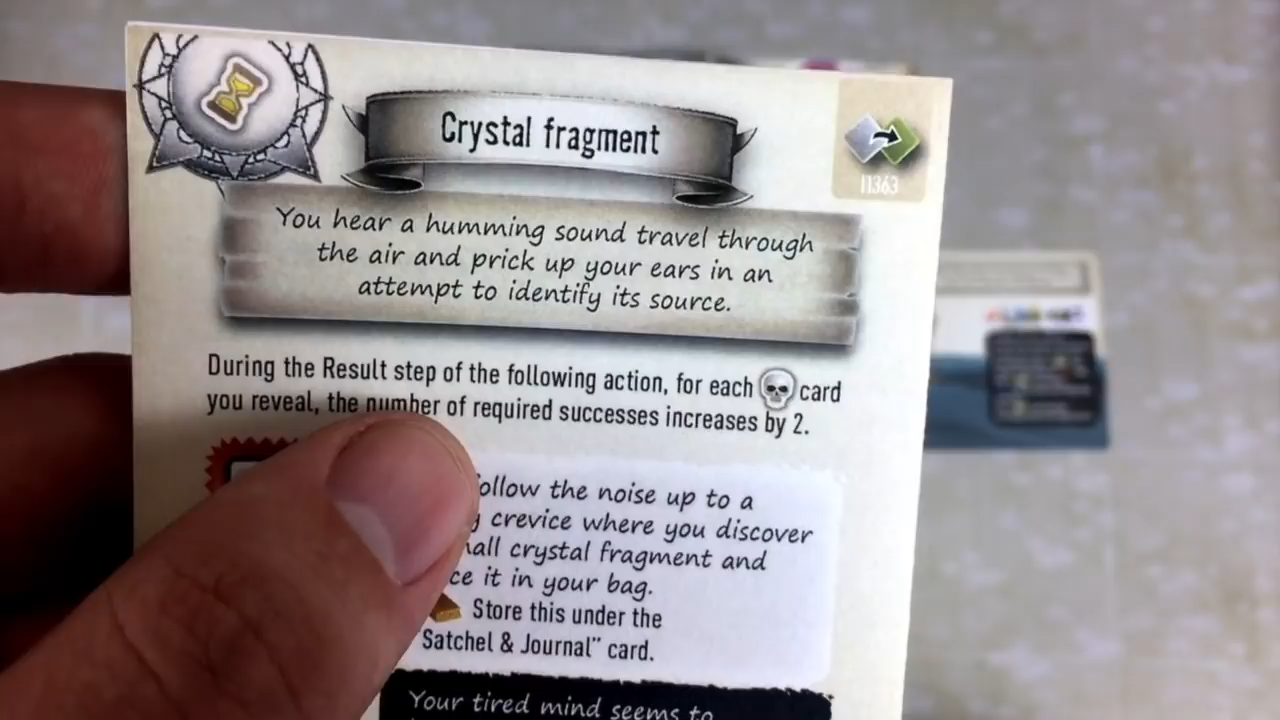 Crystal fragment
11363
You hear a humming sound travel through
the air and prick up your ears in an
attempt to identify its source.
During the Result step of the following action, for each card
you reveal, the number of required successes increases by 2.
ollow the noise up to a
crevice where you discover
all crystal fragment and
ce it in your bag.
Store this under the
"Satchel & Journal" card.
Your tired mind seems to